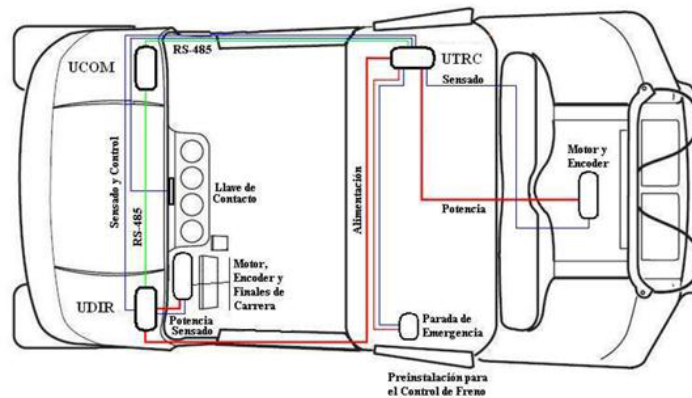 RS-485
UCOM
UTRC
Sensado
Sensado y Control
RS-485
Llave de
Contacto
Alimentación
Motor y
Encoder
Potencia
Motor,
Encoder y
Finales de
Carrera
UDIR
Potencia
Sensado
Parada de
Emergencia
Preinstalación para
el Control de Freno